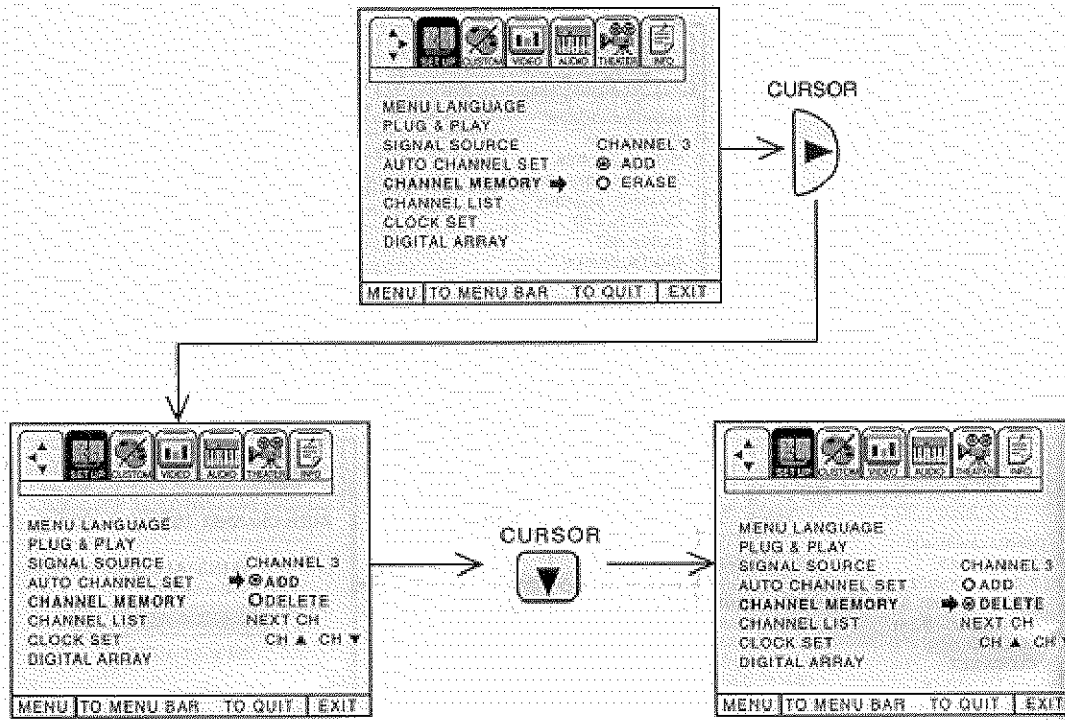 SET UP CUSTOM VIDEO AUDIO THEATER INFO
MENU LANGUAGE
PLUG & PLAY
SIGNAL SOURCE CHANNEL 3
AUTO CHANNEL SET ADD
CHANNEL MEMORY ERASE
CHANNEL LIST
CLOCK SET
DIGITAL ARRAY
MENU TO MENU BAR TO QUIT EXIT
CURSOR
SET UP CUSTOM VIDEO AUDIO THEATER INFO
MENU LANGUAGE
PLUG & PLAY
SIGNAL SOURCE CHANNEL 3
AUTO CHANNEL SET ADD
CHANNEL MEMORY DELETE
CHANNEL LIST NEXT CH
CLOCK SET CH ▲ CH ▼
DIGITAL ARRAY
MENU TO MENU BAR TO QUIT EXIT
CURSOR
SET UP CUSTOM VIDEO AUDIO THEATER INFO
MENU LANGUAGE
PLUG & PLAY
SIGNAL SOURCE CHANNEL 3
AUTO CHANNEL SET ADD
CHANNEL MEMORY DELETE
CHANNEL LIST NEXT CH
CLOCK SET CH ▲ CH ▼
DIGITAL ARRAY
MENU TO MENU BAR TO QUIT EXIT